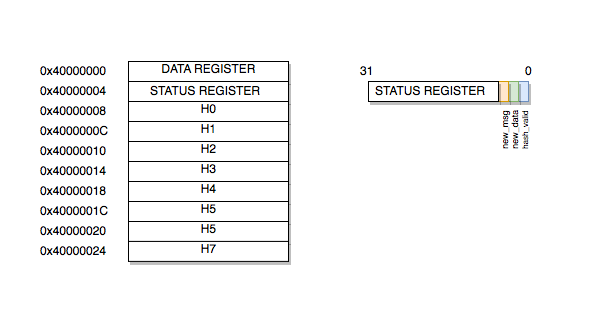 0x40000000 DATA REGISTER
0x40000004 STATUS REGISTER
0x40000008 H0
0x4000000C H1
0x40000010 H2
0x40000014 H3
0x40000018 H4
0x4000001C H5
0x40000020 H5
0x40000024 H7
31 0
STATUS REGISTER
new_msg
new_data
hash_valid